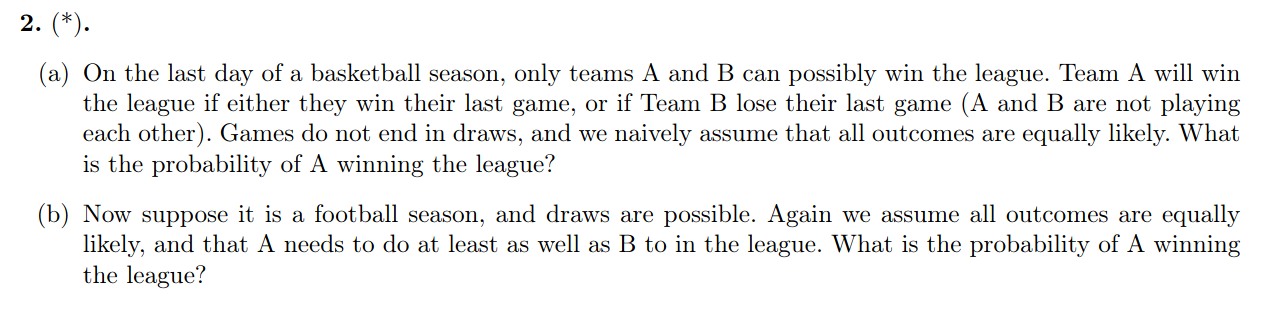 2. (*).
(a) On the last day of a basketball season, only teams A and B can possibly win the league. Team A will win
the league if either they win their last game, or if Team B lose their last game (A and B are not playing
each other). Games do not end in draws, and we naively assume that all outcomes are equally likely. What
is the probability of A winning the league?
(b) Now suppose it is a football season, and draws are possible. Again we assume all outcomes are equally
likely, and that A needs to do at least as well as B to in the league. What is the probability of A winning
the league?